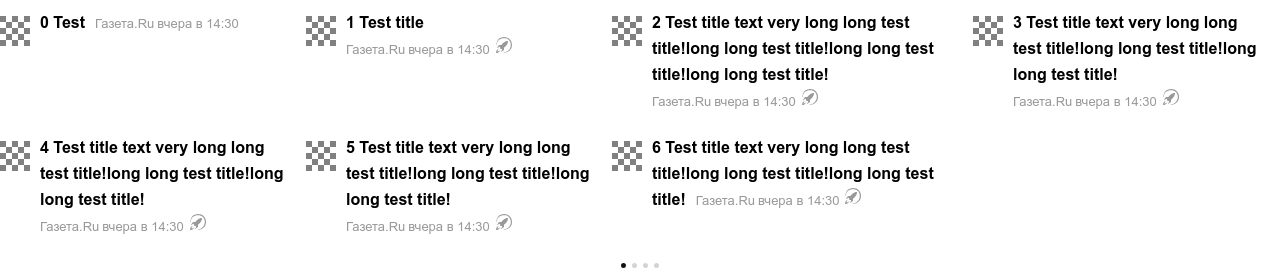 0 Test Газета.Ru вчера в 14:30
1 Test title
Газета.Ru вчера в 14:30
2 Test title text very long long test
title!long long test title!long long test
title!long long test title!
Газета.Ru вчера в 14:30
3 Test title text very long long
test title!long long test title!long
long test title!
Газета.Ru вчера в 14:30
4 Test title text very long long
test title!long long test title!long
long test title!
Газета.Ru вчера в 14:30
5 Test title text very long long
test title!long long test title!long
long test title!
Газета.Ru вчера в 14:30
6 Test title text very long long test
title!long long test title!long long test
title! Газета.Ru вчера в 14:30